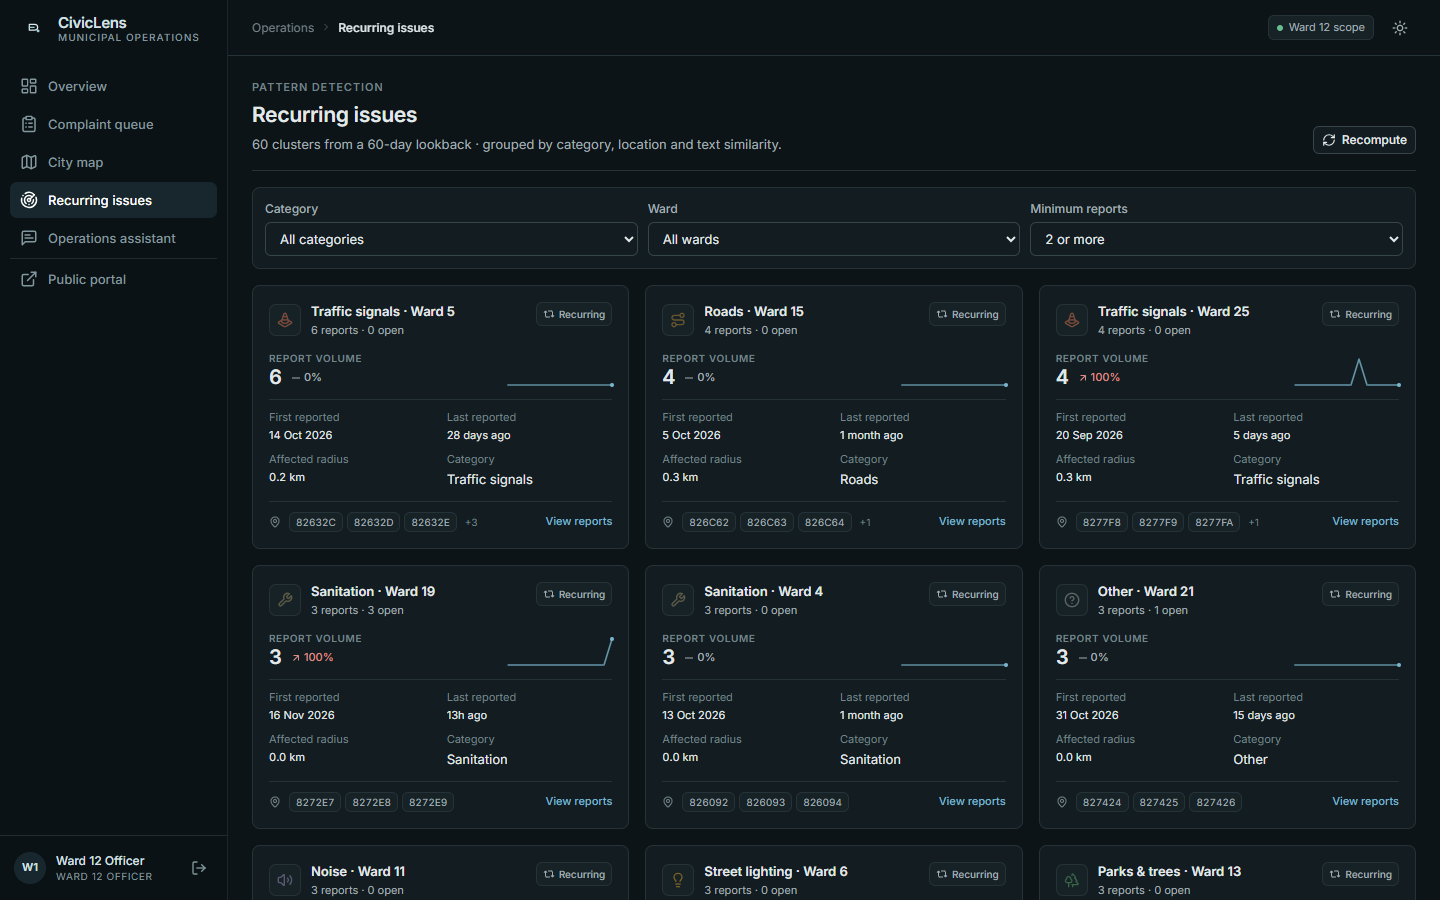 CivicLens
MUNICIPAL OPERATIONS
Overview
Complaint queue
City map
Recurring issues
Operations assistant
Public portal
W1
Ward 12 Officer
WARD 12 OFFICER
Operations
Recurring issues
Ward 12 scope
PATTERN DETECTION
Recurring issues
60 clusters from a 60-day lookback · grouped by category, location and text similarity.
Recompute
Category
Ward
Minimum reports
All categories
All wards
2 or more
Traffic signals · Ward 5
6 reports · 0 open
Recurring
REPORT VOLUME
6 – 0%
First reported
Last reported
14 Oct 2026
28 days ago
Affected radius
Category
0.2 km
Traffic signals
82632C 82632D 82632E +3
View reports
Roads · Ward 15
4 reports · 0 open
Recurring
REPORT VOLUME
4 – 0%
First reported
Last reported
5 Oct 2026
1 month ago
Affected radius
Category
0.3 km
Roads
826C62 826C63 826C64 +1
View reports
Traffic signals · Ward 25
4 reports · 0 open
Recurring
REPORT VOLUME
4 ↗ 100%
First reported
Last reported
20 Sep 2026
5 days ago
Affected radius
Category
0.3 km
Traffic signals
8277F8 8277F9 8277FA +1
View reports
Sanitation · Ward 19
3 reports · 3 open
Recurring
REPORT VOLUME
3 ↗ 100%
First reported
Last reported
16 Nov 2026
13h ago
Affected radius
Category
0.0 km
Sanitation
8272E7 8272E8 8272E9
View reports
Sanitation · Ward 4
3 reports · 0 open
Recurring
REPORT VOLUME
3 – 0%
First reported
Last reported
13 Oct 2026
1 month ago
Affected radius
Category
0.0 km
Sanitation
826092 826093 826094
View reports
Other · Ward 21
3 reports · 1 open
Recurring
REPORT VOLUME
3 – 0%
First reported
Last reported
31 Oct 2026
15 days ago
Affected radius
Category
0.0 km
Other
827424 827425 827426
View reports
Noise · Ward 11
3 reports · 0 open
Recurring
Street lighting · Ward 6
3 reports · 0 open
Recurring
Parks & trees · Ward 13
3 reports · 0 open
Recurring